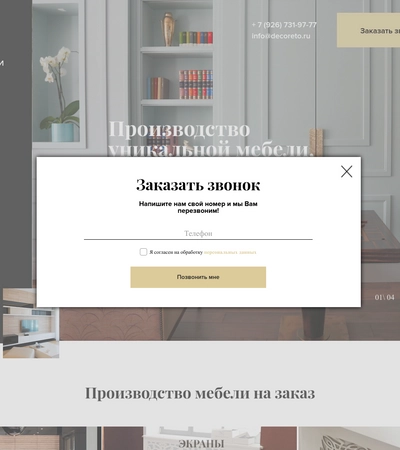 + 7 (926) 731-97-77
info@decoreto.ru
Заказать
и
Производство
уникальной мебели,
Заказать звонок
Напишите нам свой номер и мы Вам
перезвоним!
Телефон
Я согласен на обработку персональных данных
Позвонить мне
01\ 04
Производство мебели на заказ
ЭКРАНЫ